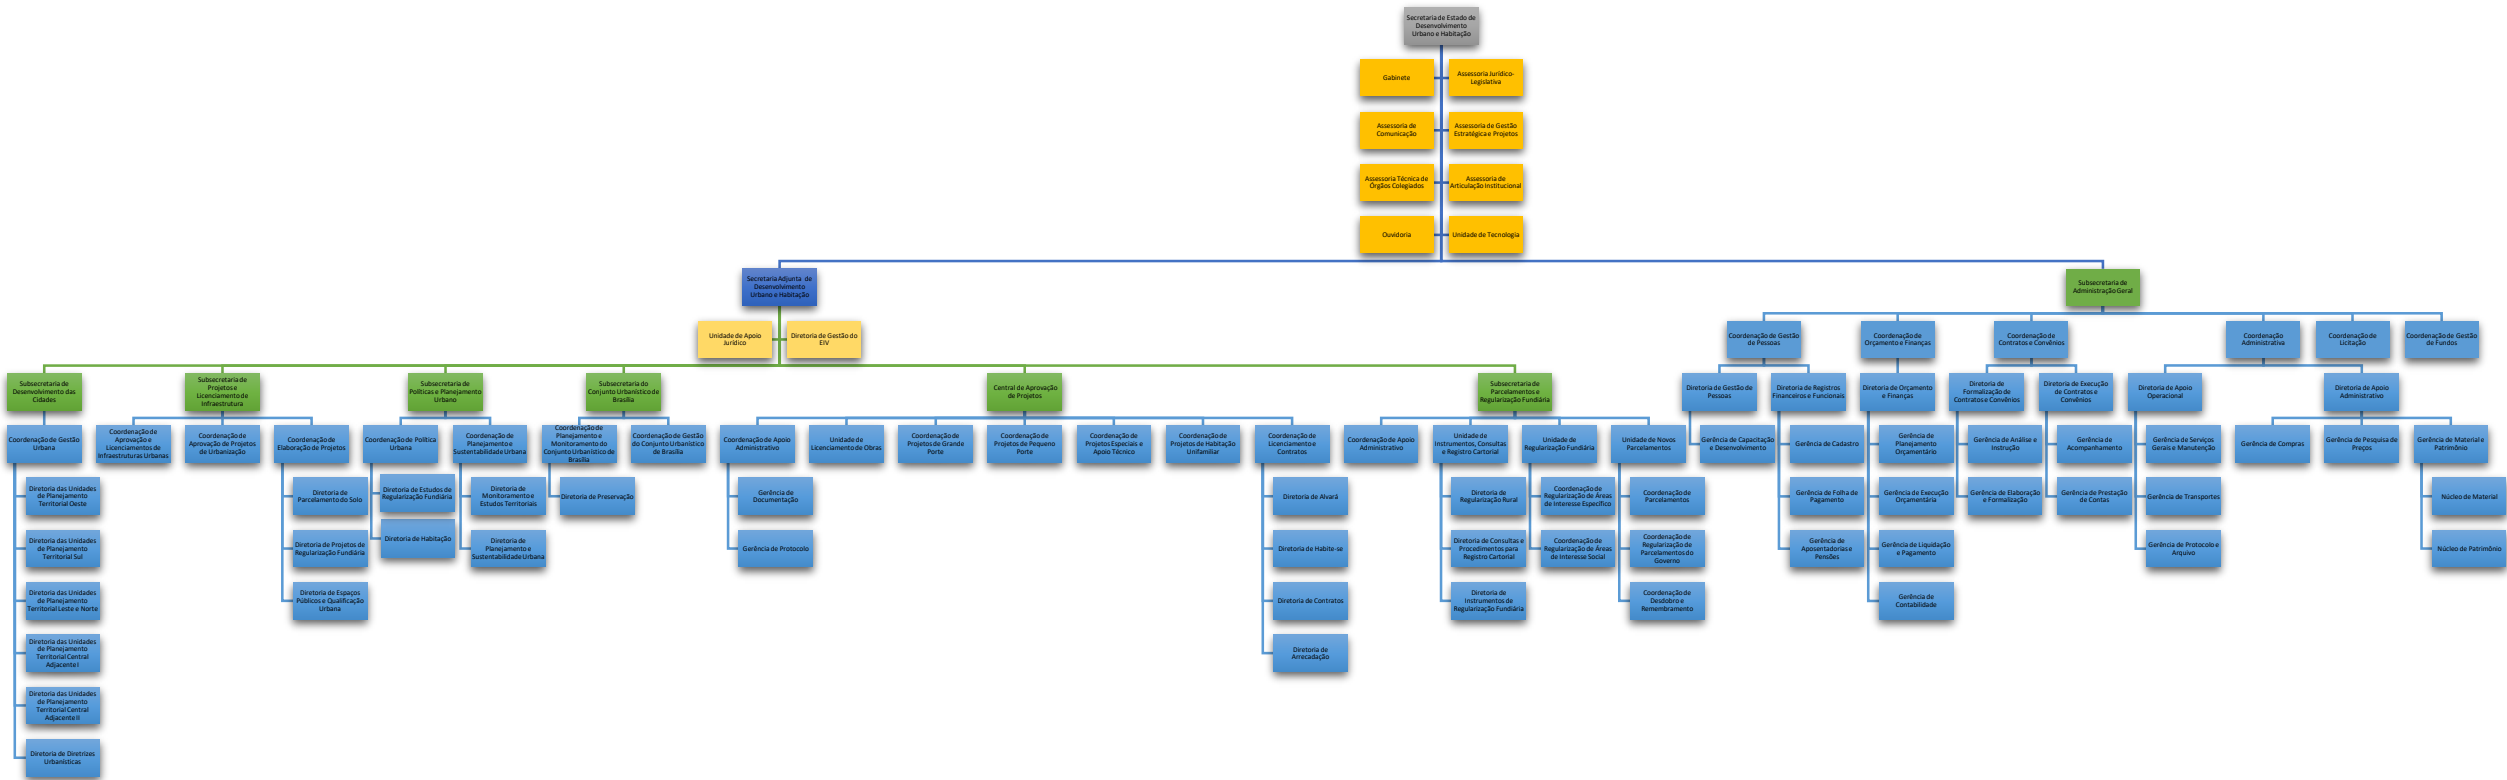 Secretaria de Estado de
Desenvolvimento
Urbano e Habitação
Gabinete
Assessoria Jurídico-
Legislativa
Assessoria de
Comunicação
Assessoria de Gestão
Estratégica e Projetos
Assessoria Técnica de
Órgãos Colegiados
Assessoria de
Articulação Institucional
Ouvidoria
Unidade de Tecnologia
Secretaria Adjunta de
Desenvolvimento
Urbano e Habitação
Subsecretaria de
Administração Geral
Unidade de Apoio
Jurídico
Diretoria de Gestão do
EIV
Coordenação de Gestão
de Pessoas
Coordenação de
Orçamento e Finanças
Coordenação de
Contratos e Convênios
Coordenação
Administrativa
Coordenação de
Licitação
Coordenação de Gestão
de Fundos
Subsecretaria de
Desenvolvimento das
Cidades
Subsecretaria de
Projetos e
Licenciamento de
Infraestrutura
Subsecretaria de
Políticas e Planejamento
Urbano
Subsecretaria do
Conjunto Urbanístico de
Brasília
Central de Aprovação
de Projetos
Subsecretaria de
Parcelamentos e
Regularização Fundiária
Diretoria de Gestão de
Pessoas
Diretoria de Registros
Financeiros e Funcionais
Diretoria de Orçamento
e Finanças
Diretoria de
Formalização de
Contratos e Convênios
Diretoria de Execução
de Contratos e
Convênios
Diretoria de Apoio
Operacional
Diretoria de Apoio
Administrativo
Coordenação de Gestão
Urbana
Coordenação de
Aprovação e
Licenciamentos de
Infraestruturas Urbanas
Coordenação de
Aprovação de Projetos
de Urbanização
Coordenação de
Elaboração de Projetos
Coordenação de Política
Urbana
Coordenação de
Planejamento e
Sustentabilidade Urbana
Coordenação de
Planejamento e
Monitoramento do
Conjunto Urbanístico de
Brasília
Coordenação de Gestão
do Conjunto Urbanístico
de Brasília
Coordenação de Apoio
Administrativo
Unidade de
Licenciamento de Obras
Coordenação de
Projetos de Grande
Porte
Coordenação de
Projetos de Pequeno
Porte
Coordenação de
Projetos Especiais e
Apoio Técnico
Coordenação de
Projetos de Habitação
Unifamiliar
Coordenação de
Licenciamento e
Contratos
Coordenação de Apoio
Administrativo
Unidade de
Instrumentos, Consultas
e Registro Cartorial
Unidade de
Regularização Fundiária
Unidade de Novos
Parcelamentos
Gerência de Capacitação
e Desenvolvimento
Gerência de Cadastro
Gerência de
Planejamento
Orçamentário
Gerência de Análise e
Instrução
Gerência de
Acompanhamento
Gerência de Serviços
Gerais e Manutenção
Gerência de Compras
Gerência de Pesquisa de
Preços
Gerência de Material e
Patrimônio
Diretoria das Unidades
de Planejamento
Territorial Oeste
Diretoria de
Parcelamento do Solo
Diretoria de Estudos de
Regularização Fundiária
Diretoria de
Monitoramento e
Estudos Territoriais
Diretoria de Preservação
Gerência de
Documentação
Diretoria de Alvará
Diretoria de
Regularização Rural
Coordenação de
Regularização de Áreas
de Interesse Específico
Coordenação de
Parcelamentos
Gerência de Folha de
Pagamento
Gerência de Execução
Orçamentária
Gerência de Elaboração
e Formalização
Gerência de Prestação
de Contas
Gerência de Transportes
Núcleo de Material
Diretoria das Unidades
de Planejamento
Territorial Sul
Diretoria de Projetos de
Regularização Fundiária
Diretoria de Habitação
Diretoria de
Planejamento e
Sustentabilidade Urbana
Gerência de Protocolo
Diretoria de Habite-se
Diretoria de Consultas e
Procedimentos para
Registro Cartorial
Coordenação de
Regularização de Áreas
de Interesse Social
Coordenação de
Regularização de
Parcelamentos do
Governo
Gerência de
Aposentadorias e
Pensões
Gerência de Liquidação
e Pagamento
Gerência de Protocolo e
Arquivo
Núcleo de Patrimônio
Diretoria das Unidades
de Planejamento
Territorial Leste e Norte
Diretoria de Espaços
Públicos e Qualificação
Urbana
Diretoria de Contratos
Diretoria de
Instrumentos de
Regularização Fundiária
Coordenação de
Desdobro e
Remembramento
Gerência de
Contabilidade
Diretoria das Unidades
de Planejamento
Territorial Central
Adjacente I
Diretoria de
Arrecadação
Diretoria das Unidades
de Planejamento
Territorial Central
Adjacente II
Diretoria de Diretrizes
Urbanísticas